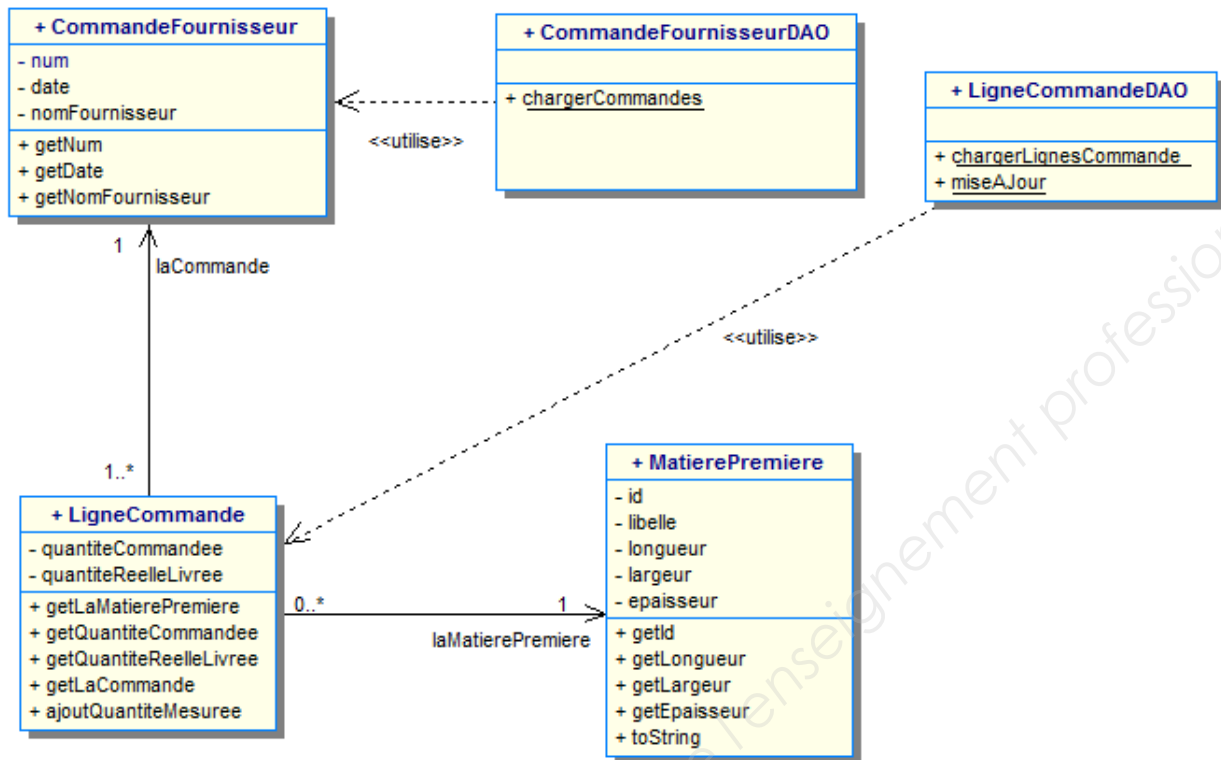 + CommandeFournisseur
- num
- date
- nomFournisseur
+ getNum
+ getDate
+ getNomFournisseur
+ CommandeFournisseurDAO
+ chargerCommandes
<<utilise>>
+ LigneCommandeDAO
+ chargerLignesCommande
+ miseAJour
1
laCommande
<<utilise>>
1..*
+ LigneCommande
- quantiteCommandee
- quantiteReelleLivree
+ getLaMatierePremiere
+ getQuantiteCommandee
+ getQuantiteReelleLivree
+ getLaCommande
+ ajoutQuantiteMesuree
0..*
1
laMatierePremiere
+ MatierePremiere
- id
- libelle
- longueur
- largeur
- epaisseur
+ getId
+ getLongueur
+ getLargeur
+ getEpaisseur
+ toString
l'enseignement